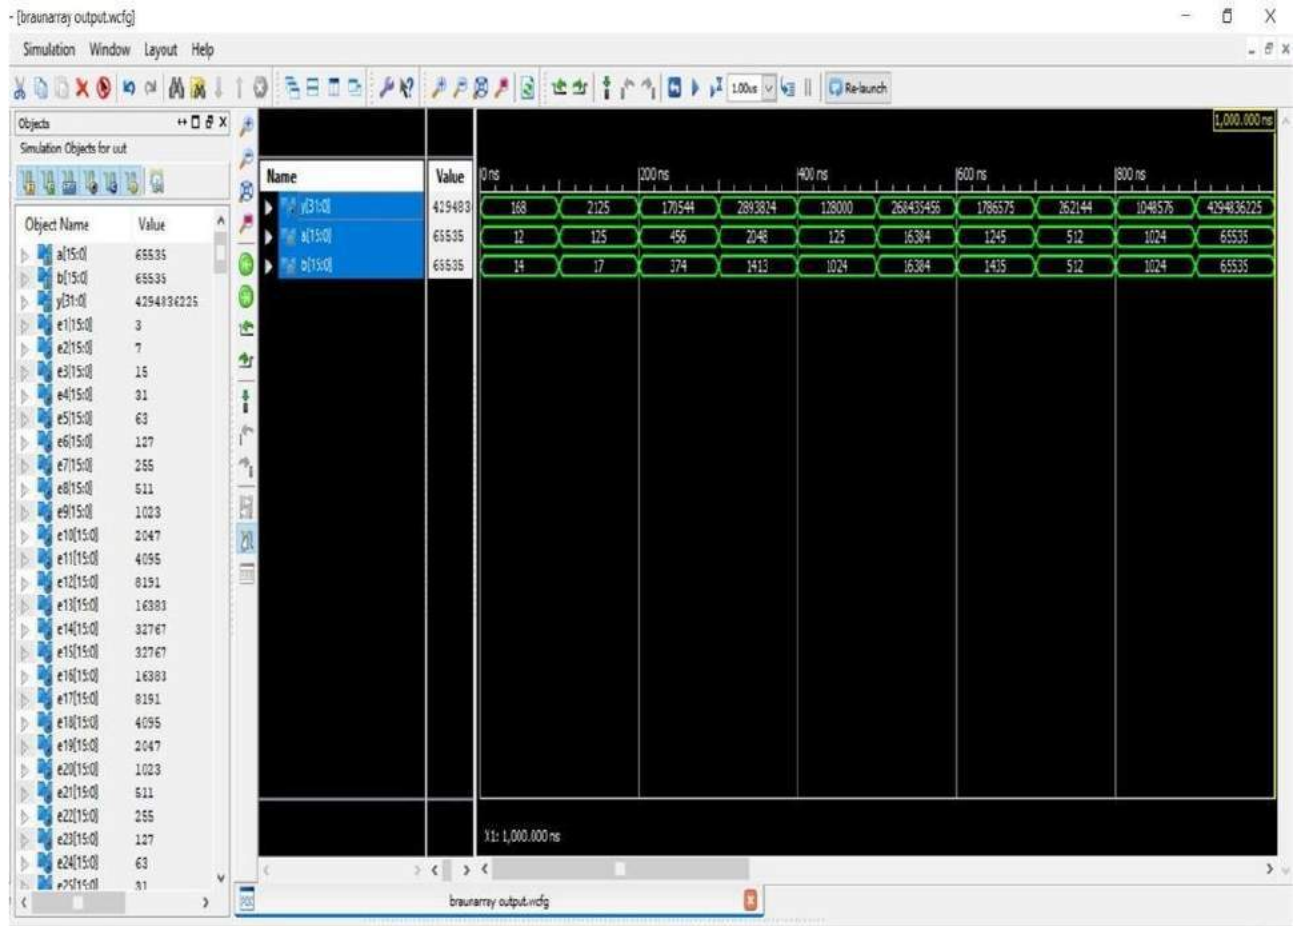 - [braunarray output.wcfg]
Simulation Window Layout Help
1.00us
Re-launch
Objects
Simulation Objects for uut
Object Name Value
a[15:0] 65535
b[15:0] 65535
y[31:0] 4294836225
e1[15:0] 3
e2[15:0] 7
e3[15:0] 15
e4[15:0] 31
e5[15:0] 63
e6[15:0] 127
e7[15:0] 255
e8[15:0] 511
e9[15:0] 1023
e10[15:0] 2047
e11[15:0] 4095
e12[15:0] 8191
e13[15:0] 16383
e14[15:0] 32767
e15[15:0] 32767
e16[15:0] 16383
e17[15:0] 8191
e18[15:0] 4095
e19[15:0] 2047
e20[15:0] 1023
e21[15:0] 511
e22[15:0] 255
e23[15:0] 127
e24[15:0] 63
e25[15:0] 31
1,000.000 ns
Name Value 0 ns 200 ns 400 ns 600 ns 800 ns
y[31:0] 429483 168 2125 170544 2893824 128000 268435456 1786575 262144 1048576 4294836225
a[15:0] 65535 12 125 456 2048 125 16384 1245 512 1024 65535
b[15:0] 65535 14 17 374 1413 1024 16384 1435 512 1024 65535
X1: 1,000.000 ns
braunarray output.wcfg